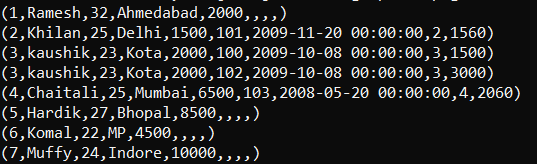 (1,Ramesh,32,Ahmedabad,2000,,,,)
(2,Khilan,25,Delhi,1500,101,2009-11-20 00:00:00,2,1560)
(3,kaushik,23,Kota,2000,100,2009-10-08 00:00:00,3,1500)
(3,kaushik,23,Kota,2000,102,2009-10-08 00:00:00,3,3000)
(4,Chaitali,25,Mumbai,6500,103,2008-05-20 00:00:00,4,2060)
(5,Hardik,27,Bhopal,8500,,,,)
(6,Komal,22,MP,4500,,,,)
(7,Muffy,24,Indore,10000,,,,)